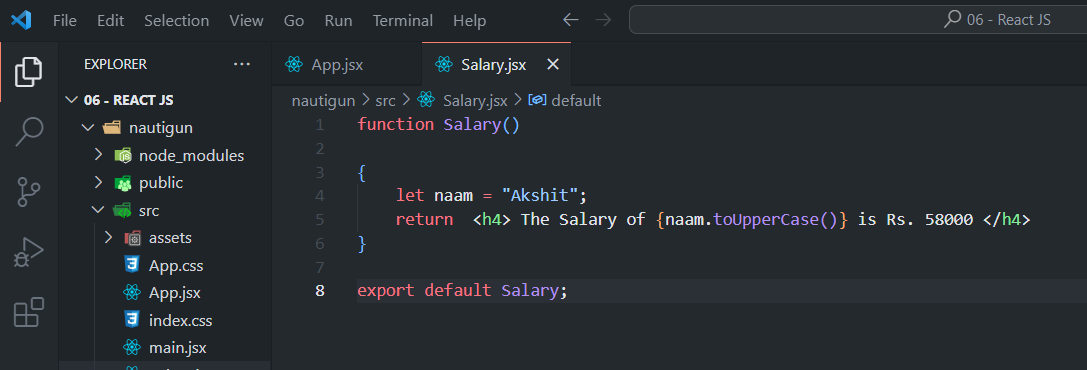 File Edit Selection View Go Run Terminal Help 06 - React JS
EXPLORER ...
App.jsx Salary.jsx
06 - REACT JS
nautigun > src > Salary.jsx > default
nautigun
node_modules
public
src
assets
App.css
App.jsx
index.css
main.jsx
1 function Salary()
2
3 {
4 let naam = "Akshit";
5 return  <h4> The Salary of {naam.toUpperCase()} is Rs. 58000 </h4>
6 }
7
8 export default Salary;